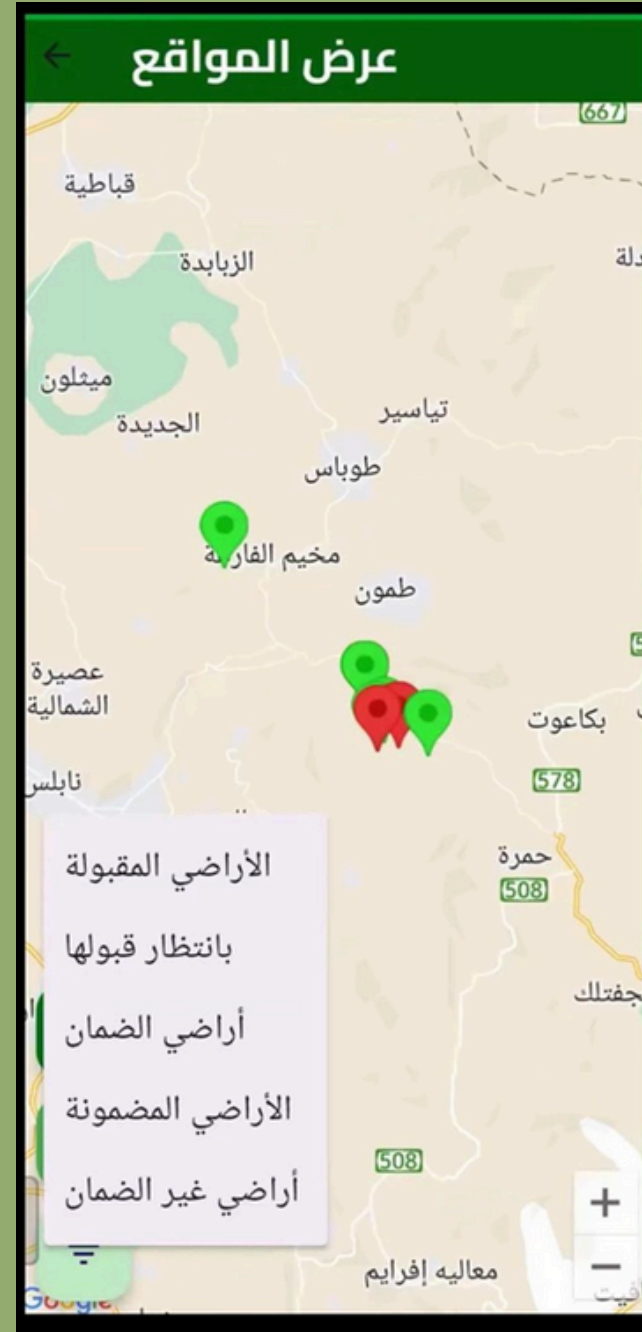 عرض المواقع
667
قباطية
الزبابدة
ميثلون
الجديدة
تياسير
طوباس
مخيم الفارعة
طمون
عصيرة
الشمالية
بكاعوت
نابلس
578
حمرة
508
الأراضي المقبولة
بانتظار قبولها
أراضي الضمان
الأراضي المضمونة
أراضي غير الضمان
508
+
−
معاليه إفرايم
Google